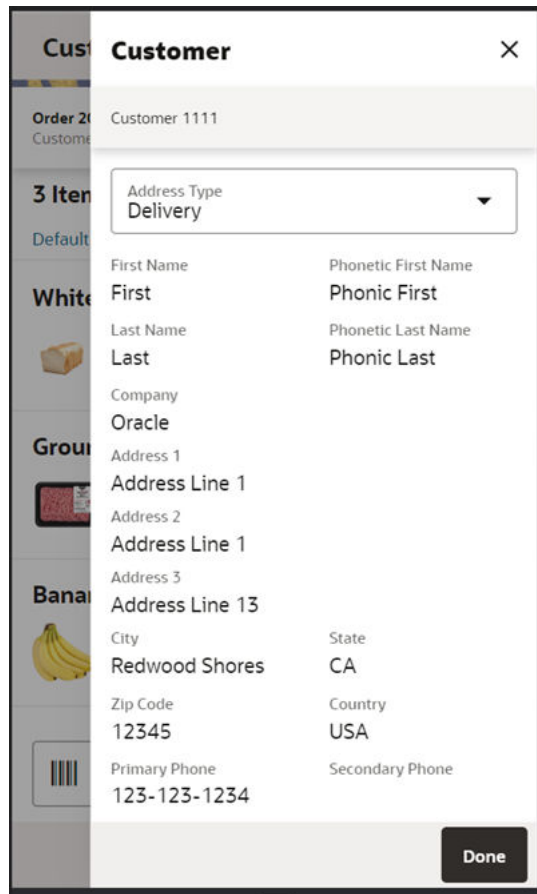 Cust
Customer
Order 20
Custome
Customer 1111
3 Iten
Default
Address Type
Delivery
First Name Phonetic First Name
First Phonic First
White
Last Name Phonetic Last Name
Last Phonic Last
Company
Oracle
Groun
Address 1
Address Line 1
Address 2
Address Line 1
Address 3
Address Line 13
Banan
City State
Redwood Shores CA
Zip Code Country
12345 USA
Primary Phone Secondary Phone
123-123-1234
Done